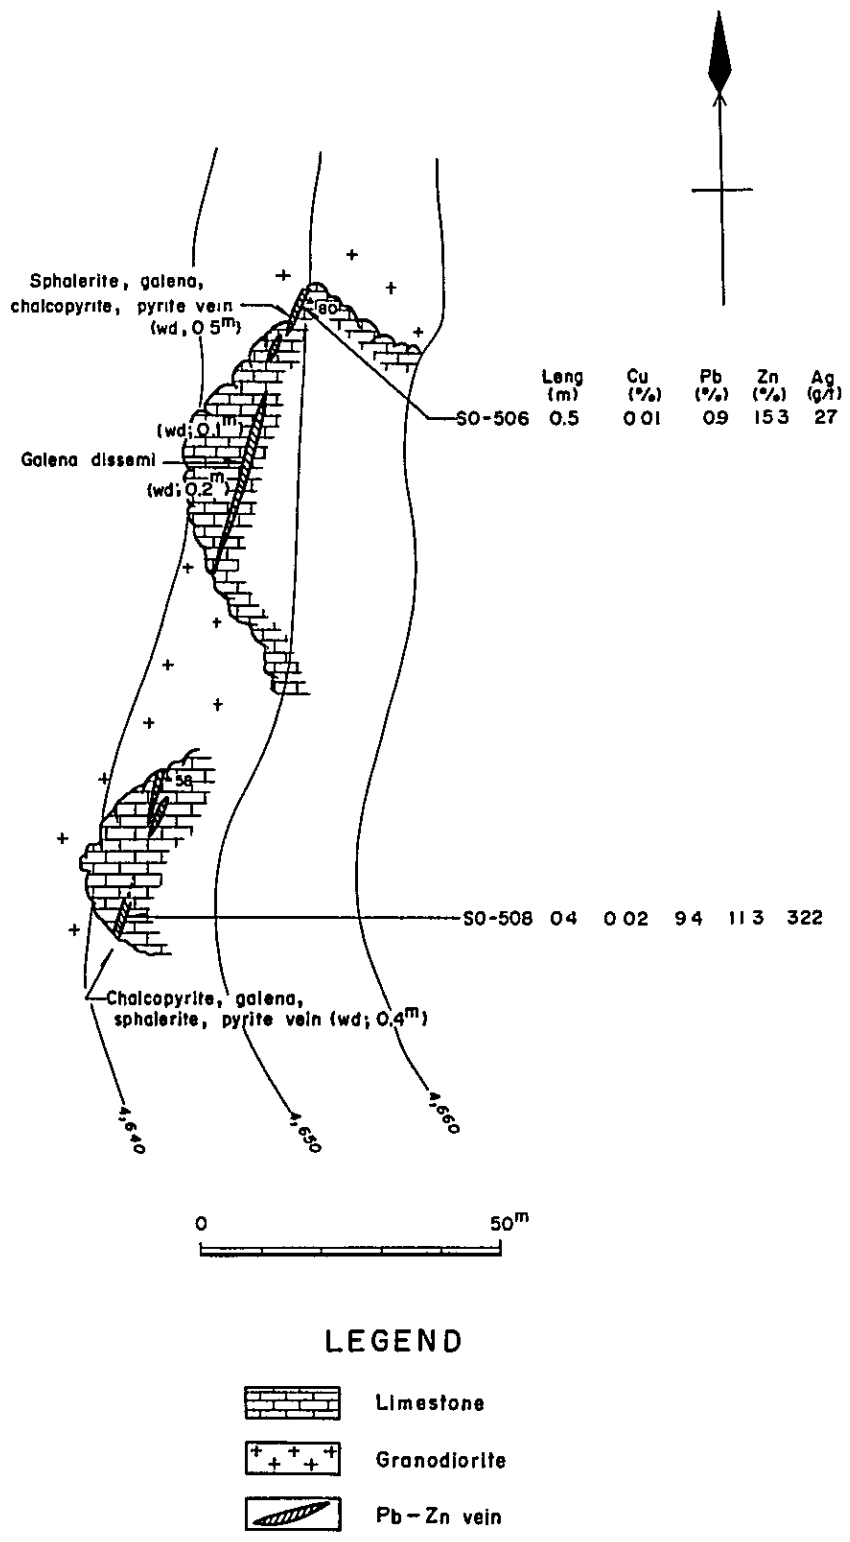 Sphalerite, galena,
chalcopyrite, pyrite vein
(wd, 0 5m)
80
Leng Cu Pb Zn Ag
(m) (%) (%) (%) (g/t)
SO-506 0.5 0 01 0 9 15 3 27
(wd; 0.1m)
Galena dissemi
(wd; 0.2m)
58
SO-508 0 4 0 02 9 4 11 3 322
Chalcopyrite, galena,
sphalerite, pyrite vein (wd; 0.4m)
4,640
4,650
4,660
0 50m
LEGEND
Limestone
Granodiorite
Pb-Zn vein